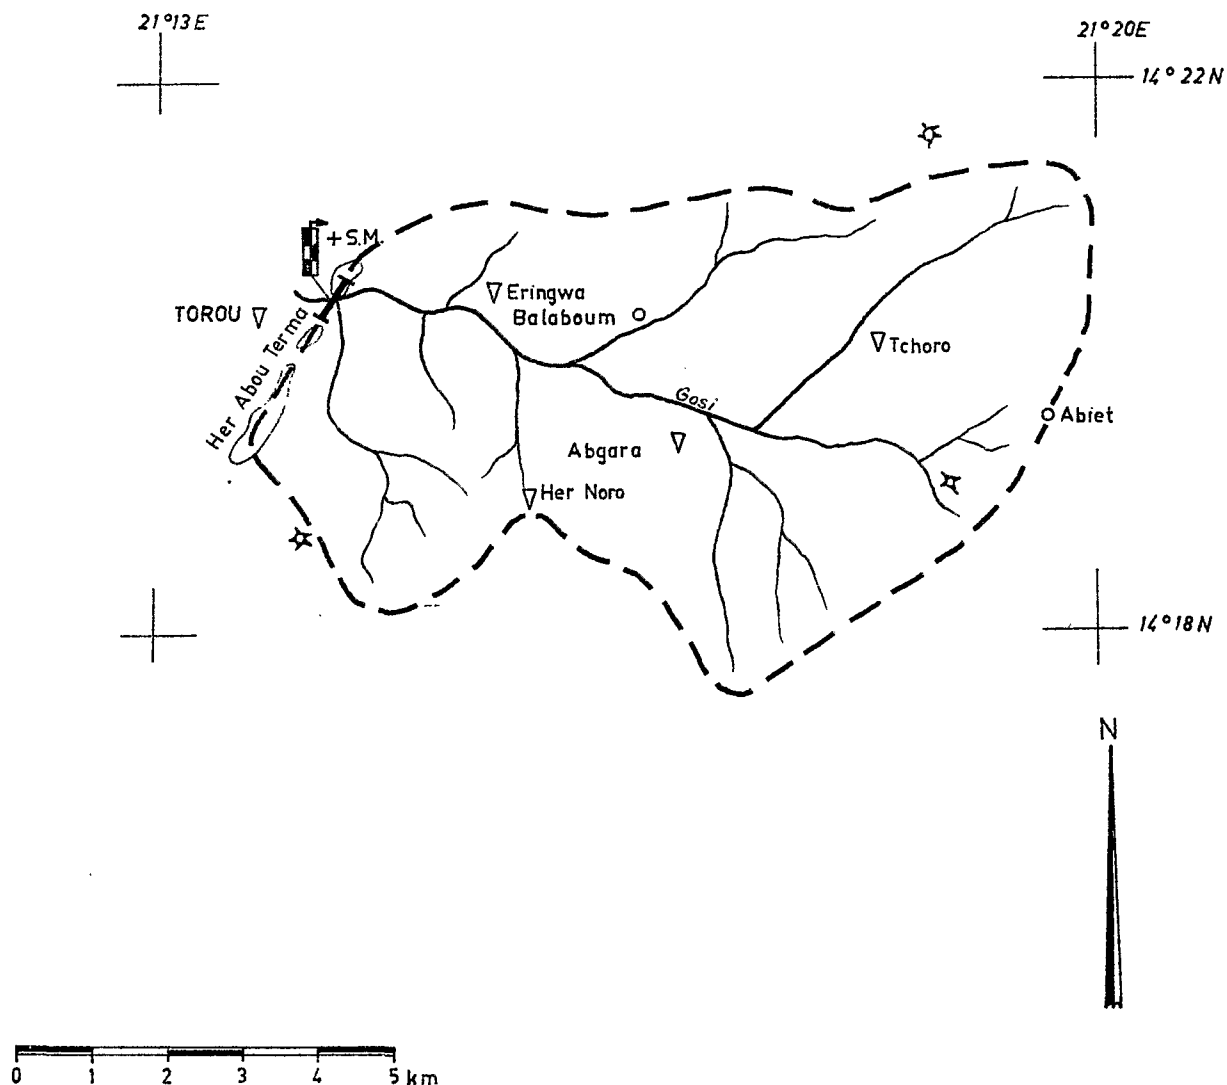 21°13E
21°20E
14°22N
+S.M.
TOROU
Her Abou Terma
Eringwa
Balaboum
Tchoro
Gosi
Abgara
Abiet
Her Noro
14°18N
N
0 1 2 3 4 5 km